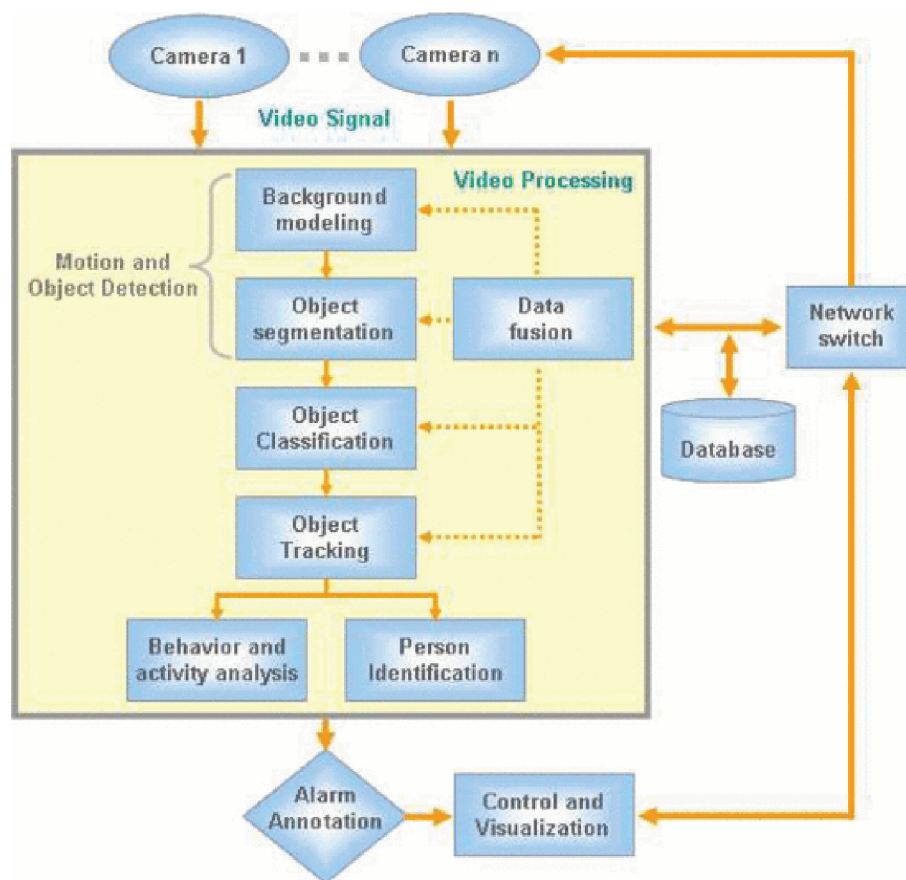 Camera 1
Camera n
Video Signal
Video Processing
Background
modeling
Motion and
Object Detection
Object
segmentation
Data
fusion
Network
switch
Object
Classification
Database
Object
Tracking
Behavior and
activity analysis
Person
Identification
Alarm
Annotation
Control and
Visualization